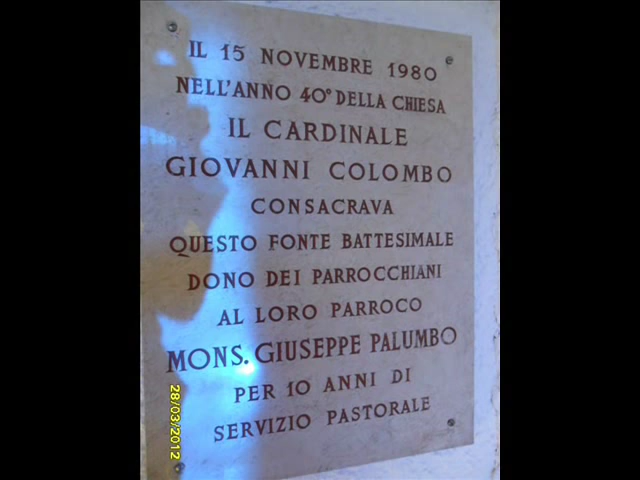 IL 15 NOVEMBRE 1980
NELL'ANNO 40° DELLA CHIESA
IL CARDINALE
GIOVANNI COLOMBO
CONSACRAVA
QUESTO FONTE BATTESIMALE
DONO DEI PARROCCHIANI
AL LORO PARROCO
MONS. GIUSEPPE PALUMBO
PER 10 ANNI DI
SERVIZIO PASTORALE
28/03/2012